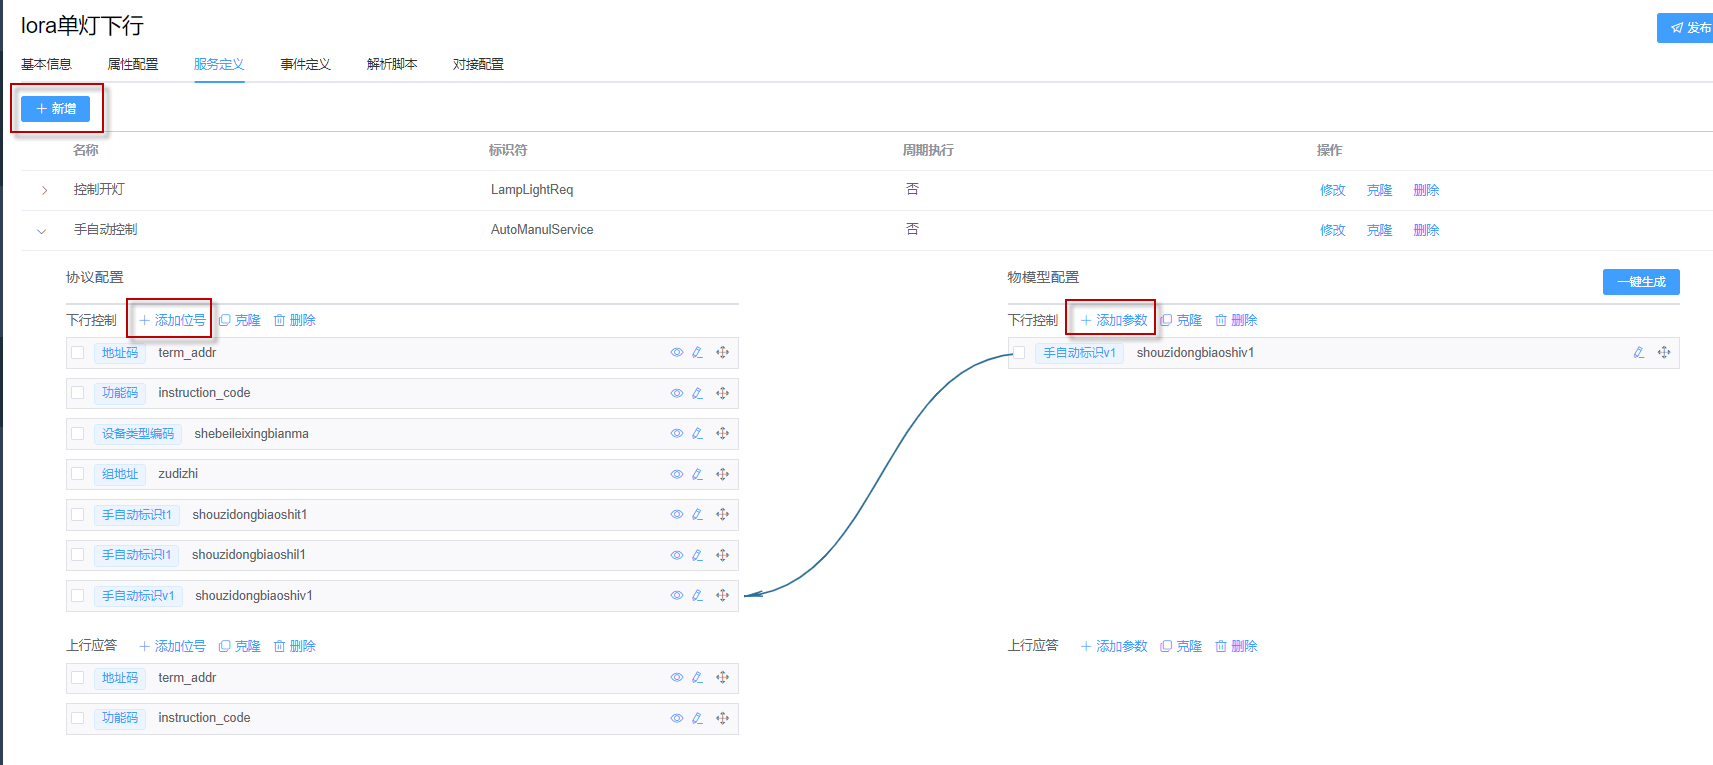 lora单灯下行
发布
基本信息 属性配置 服务定义 事件定义 解析脚本 对接配置
新增
名称 标识符 周期执行 操作
控制开灯 LampLightReq 否 修改 克隆 删除
手自动控制 AutoManulService 否 修改 克隆 删除
协议配置 物模型配置 一键生成
下行控制 添加位号 克隆 删除 下行控制 添加参数 克隆 删除
地址码 term_addr 手自动标识v1 shouzidongbiaoshiv1
功能码 instruction_code
设备类型编码 shebeileixingbianma
组地址 zudizhi
手自动标识t1 shouzidongbiaoshit1
手自动标识l1 shouzidongbiaoshil1
手自动标识v1 shouzidongbiaoshiv1
上行应答 添加位号 克隆 删除 上行应答 添加参数 克隆 删除
地址码 term_addr
功能码 instruction_code